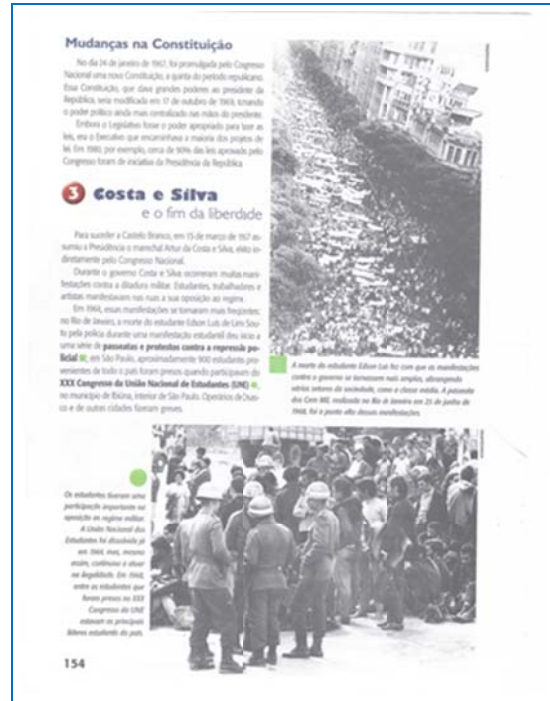 Mudanças na Constituição
No dia 24 de janeiro de 1967, foi promulgada pelo Congresso
Nacional uma nova Constituição, a quinta do período republicano.
Essa Constituição, que dava grandes poderes ao presidente da
República, seria modificada em 17 de outubro de 1969, tornando
o poder político ainda mais centralizado nas mãos do presidente.
Embora o Legislativo fosse o poder apropriado para fazer as
leis, era o Executivo que encaminhava a maioria dos projetos de
lei. Em 1980, por exemplo, cerca de 90% das leis aprovada pelo
Congresso foram de iniciativa da Presidência da República
3 Costa e Silva
e o fim da liberdade
Para suceder a Castelo Branco, em 15 de março de 1967 as-
sumiu a Presidência o marechal Artur da Costa e Silva, eleito in-
diretamente pelo Congresso Nacional.
Durante o governo Costa e Silva ocorreram muitas mani-
festações contra a ditadura militar. Estudantes, trabalhadores e
artistas manifestavam nas ruas a sua oposição ao regime.
Em 1968, essas manifestações se tornaram mais freqüentes:
no Rio de Janeiro, a morte do estudante Edson Luís de Lim Sou-
to pela polícia durante uma manifestação estudantil deu início a
uma série de passeatas e protestos contra a repressão po-
licial; em São Paulo, aproximadamente 900 estudante pro-
venientes de todo o país foram presos quando participavam do
XXX Congresso da União Nacional de Estudantes (UNE),
no município de Ibiúna, interior de São Paulo. Operários de Osas-
co e de outras cidades fizeram greves.
A morte do estudante Edson Luís fez com que as manifestações
contra o governo se tornassem mais amplas, abrangendo
vários setores da sociedade, como a classe média. A passeata
dos Cem Mil, realizada no Rio de Janeiro em 25 de junho de
1968, foi o ponto alto dessas manifestações.
Os estudantes tiveram uma
participação importante na
oposição ao regime militar.
A União Nacional dos
Estudantes foi dissolvida já
em 1964, mas, mesmo
assim, continuou a atuar
na ilegalidade. Em 1968,
entre os estudantes que
foram presos no XXX
Congresso da UNE
estavam os principais
líderes estudantis do país.
154